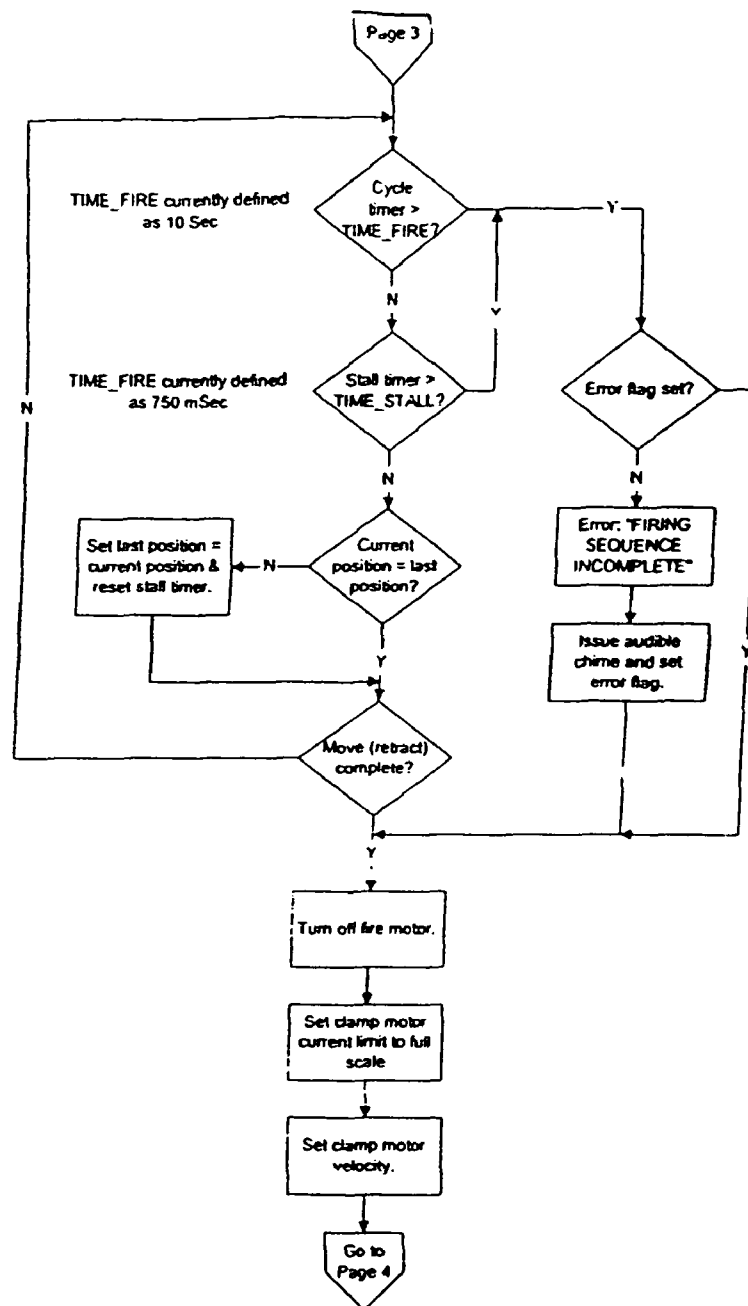 Page 3
TIME_FIRE currently defined
as 10 Sec
Cycle
timer >
TIME_FIRE?
Y
N
Y
TIME_FIRE currently defined
as 750 mSec
Stall timer >
TIME_STALL?
Error flag set?
N
N
N
Set last position =
current position &
reset stall timer.
N
Current
position = last
position?
Error: "FIRING
SEQUENCE
INCOMPLETE"
Y
Issue audible
chime and set
error flag.
Y
Move (retract)
complete?
Y
Turn off fire motor.
Set clamp motor
current limit to full
scale
Set clamp motor
velocity.
Go to
Page 4